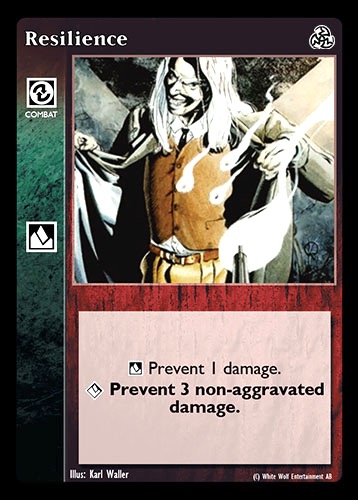 Resilience
COMBAT
Prevent 1 damage.
Prevent 3 non-aggravated
damage.
Illus: Karl Waller
(C) White Wolf Entertainment AB